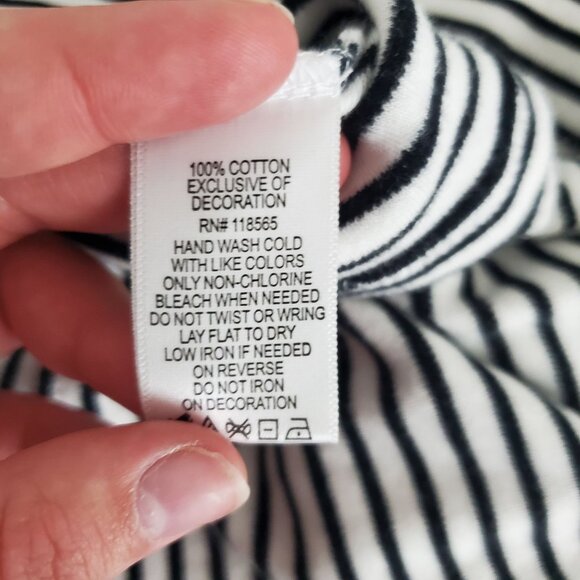 100% COTTON
EXCLUSIVE OF
DECORATION
RN# 118565
HAND WASH COLD
WITH LIKE COLORS
ONLY NON-CHLORINE
BLEACH WHEN NEEDED
DO NOT TWIST OR WRING
LAY FLAT TO DRY
LOW IRON IF NEEDED
ON REVERSE
DO NOT IRON
ON DECORATION